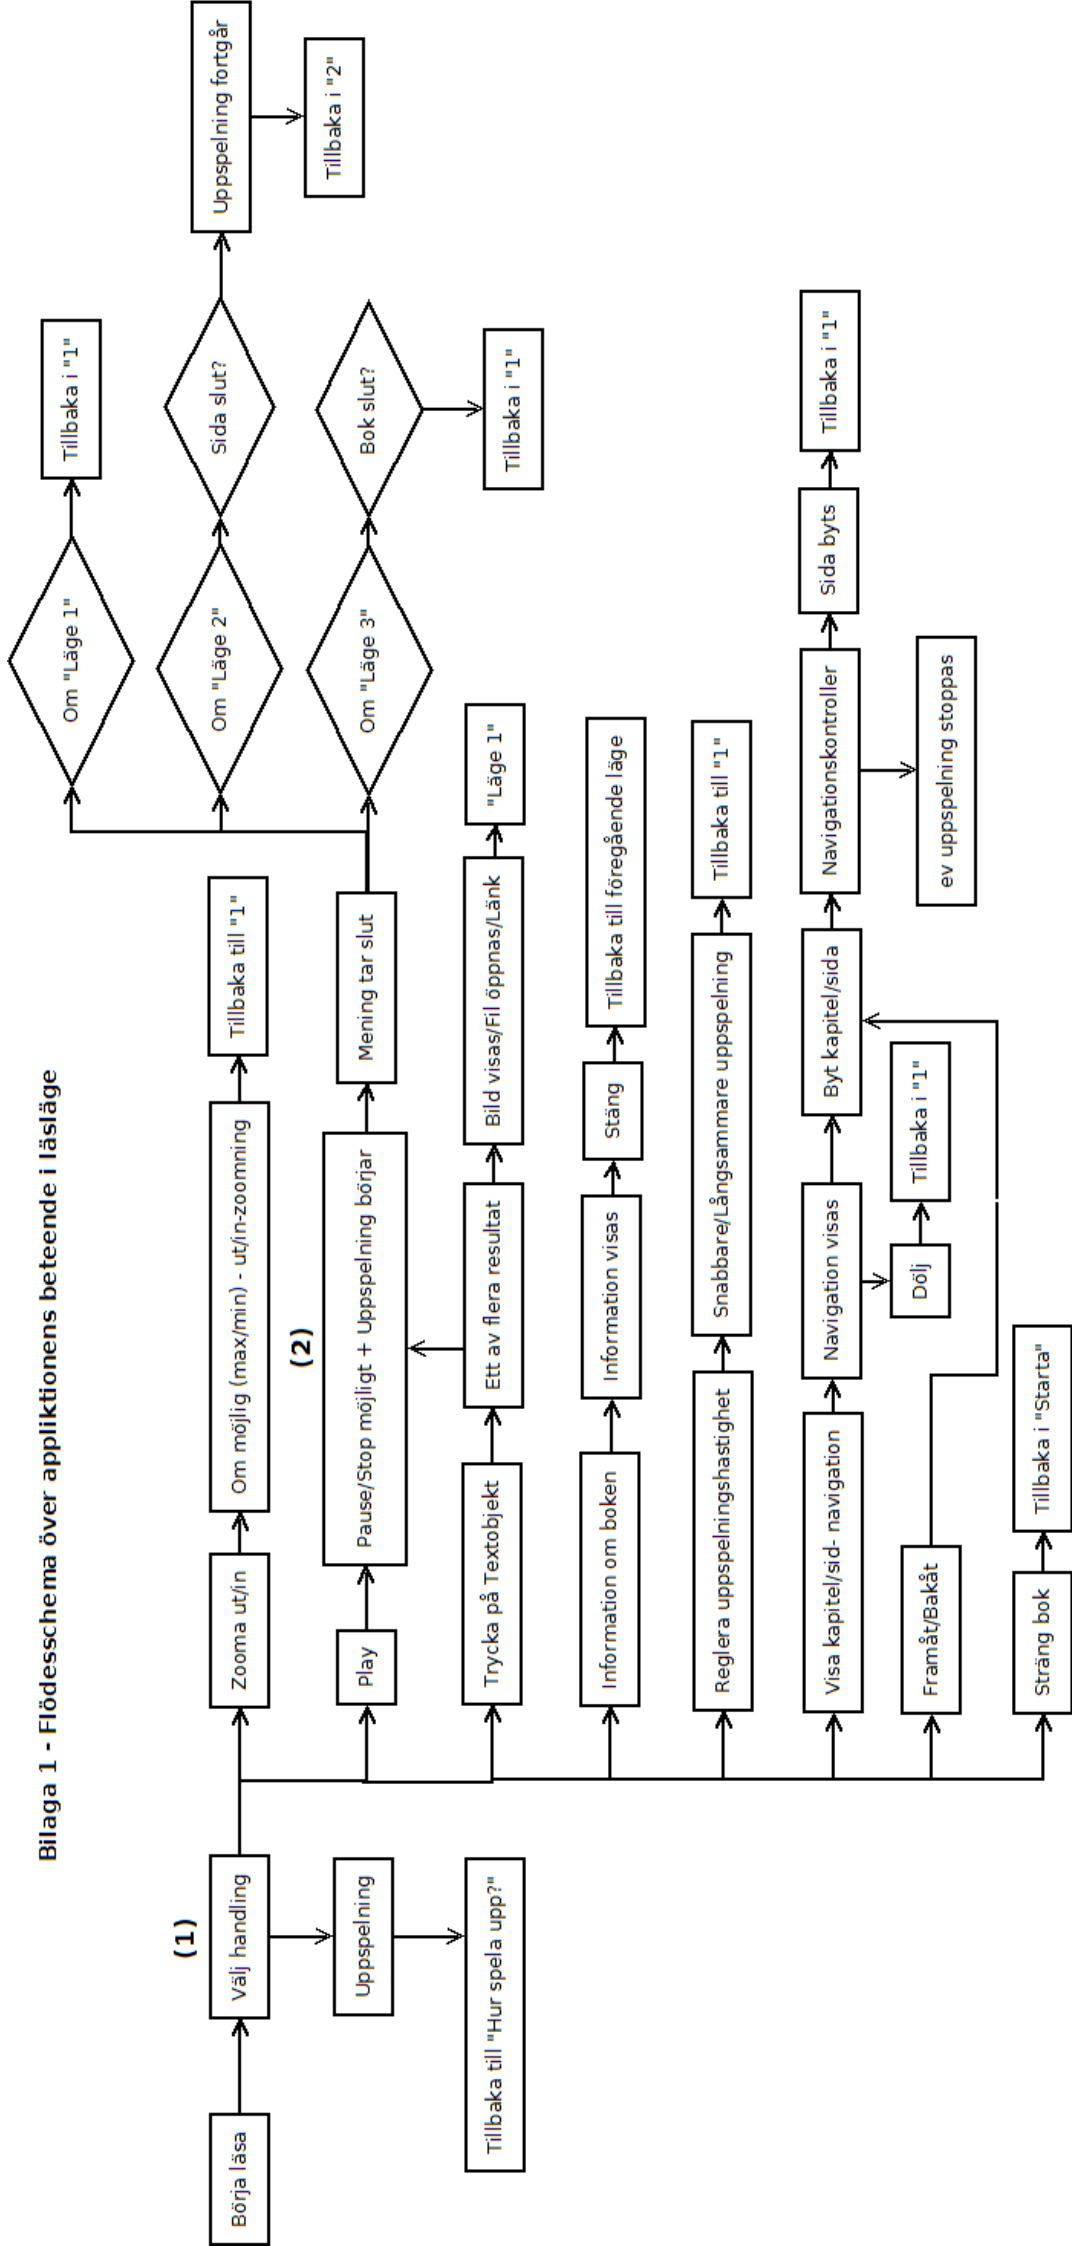 Bilaga 1 - Flödesschema över appliktionens beteende i läsläge
Börja läsa
(1)
Välj handling
Uppspelning
Tillbaka till "Hur spela upp?"
Zooma ut/in
Om möjlig (max/min) - ut/in-zoomning
Tillbaka till "1"
Play
(2)
Pause/Stop möjligt + Uppspelning börjar
Mening tar slut
Om "Läge 1"
Tillbaka i "1"
Om "Läge 2"
Sida slut?
Uppspelning fortgår
Tillbaka i "2"
Om "Läge 3"
Bok slut?
Tillbaka i "1"
Trycka på Textobjekt
Ett av flera resultat
Bild visas/Fil öppnas/Länk
"Läge 1"
Information om boken
Information visas
Stäng
Tillbaka till föregående läge
Reglera uppspelningshastighet
Snabbare/Långsammare uppspelning
Tillbaka till "1"
Visa kapitel/sid- navigation
Navigation visas
Dölj
Tillbaka i "1"
Byt kapitel/sida
Navigationskontroller
ev uppspelning stoppas
Sida byts
Tillbaka i "1"
Framåt/Bakåt
Sträng bok
Tillbaka i "Starta"